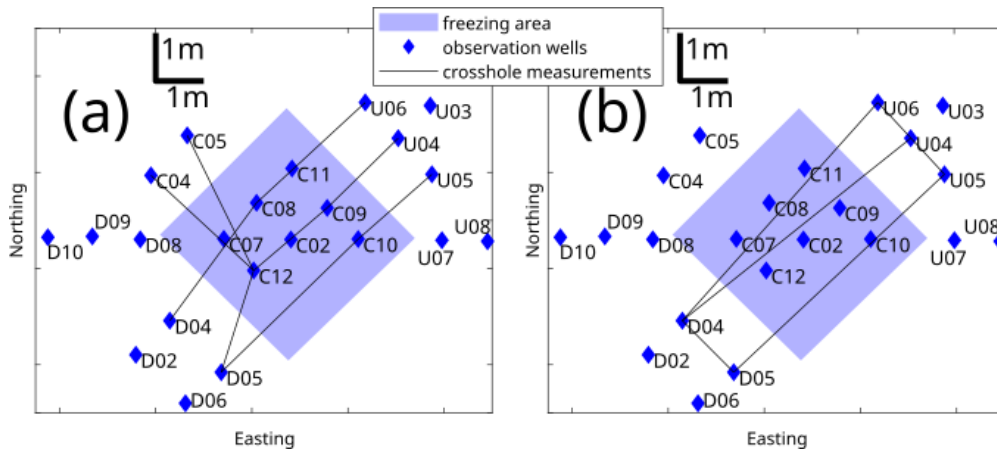 freezing area
observation wells
crosshole measurements
1m
1m
(a)
U06
U03
C05
U04
C11
C04
U05
C08
C09
D09
D10
D08
C07
C02
C10
U08
U07
C12
D04
D02
D05
D06
Northing
Easting
1m
1m
(b)
U06
U03
C05
U04
C11
C04
U05
C08
C09
D09
D10
D08
C07
C02
C10
U08
U07
C12
D04
D02
D05
D06
Northing
Easting